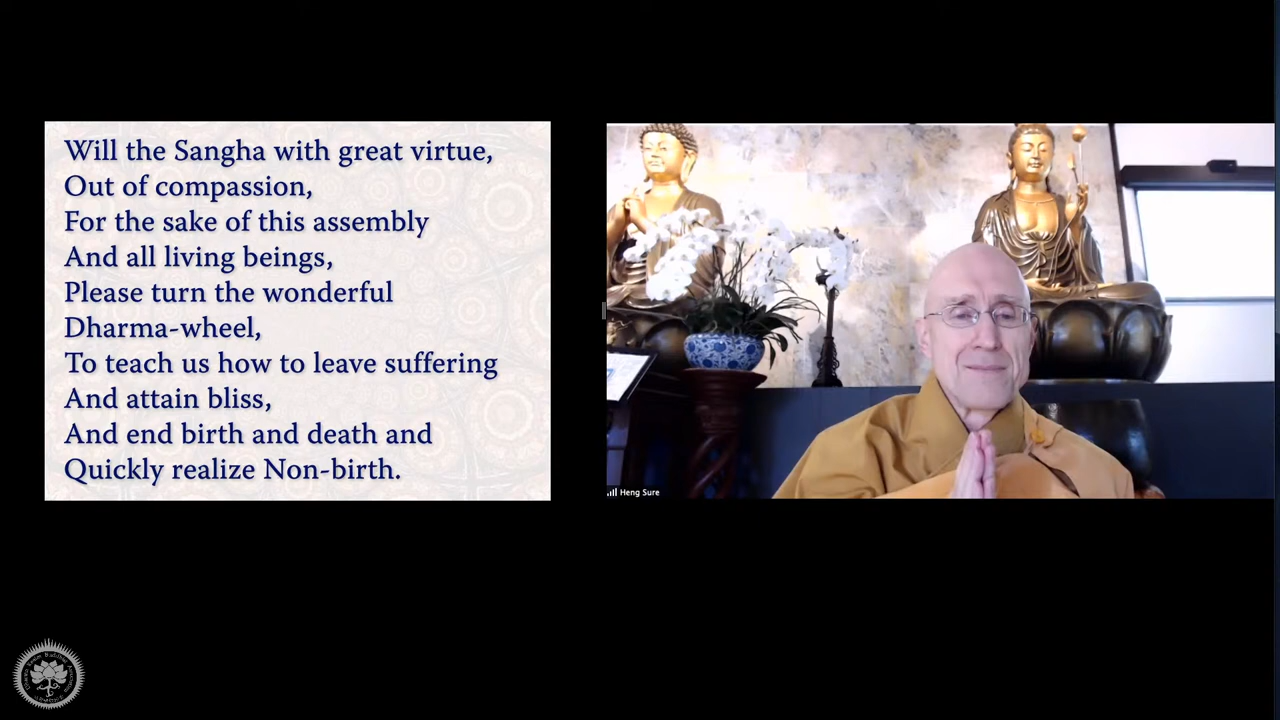 Will the Sangha with great virtue,
Out of compassion,
For the sake of this assembly
And all living beings,
Please turn the wonderful
Dharma-wheel,
To teach us how to leave suffering
And attain bliss,
And end birth and death and
Quickly realize Non-birth.
Heng Sure